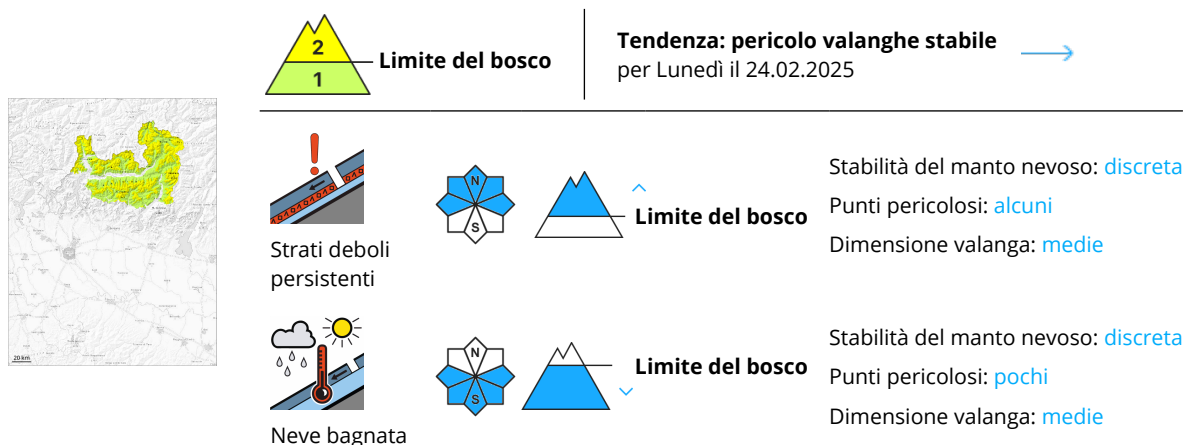 2
1
Limite del bosco
Tendenza: pericolo valanghe stabile
per Lunedì il 24.02.2025
20 km
Strati deboli
persistenti
N
S
Limite del bosco
Stabilità del manto nevoso: discreta
Punti pericolosi: alcuni
Dimensione valanga: medie
Neve bagnata
N
S
Limite del bosco
Stabilità del manto nevoso: discreta
Punti pericolosi: pochi
Dimensione valanga: medie